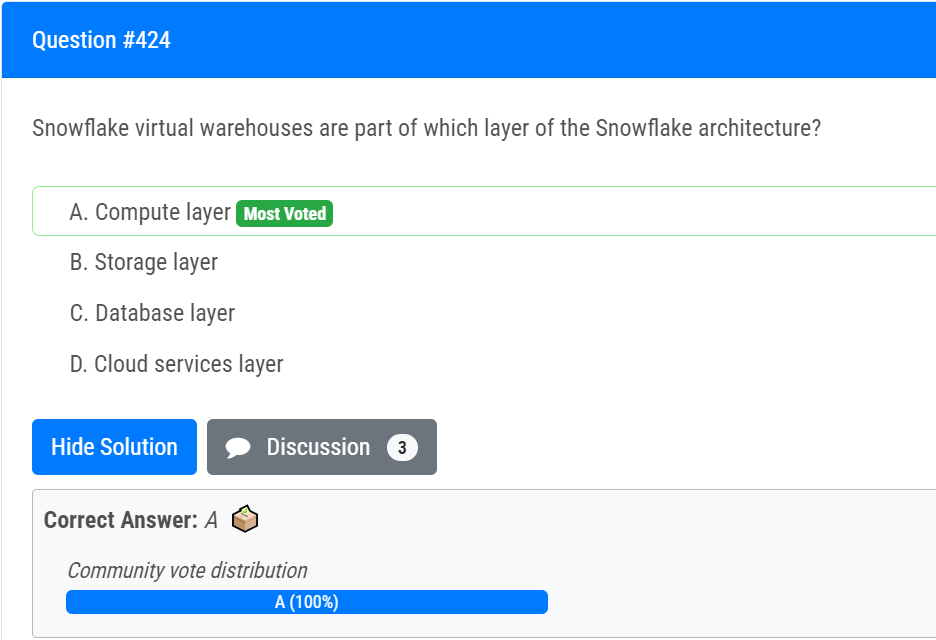 Question #424
Snowflake virtual warehouses are part of which layer of the Snowflake architecture?
A. Compute layer Most Voted
B. Storage layer
C. Database layer
D. Cloud services layer
Hide Solution Discussion 3
Correct Answer: A
Community vote distribution
A (100%)